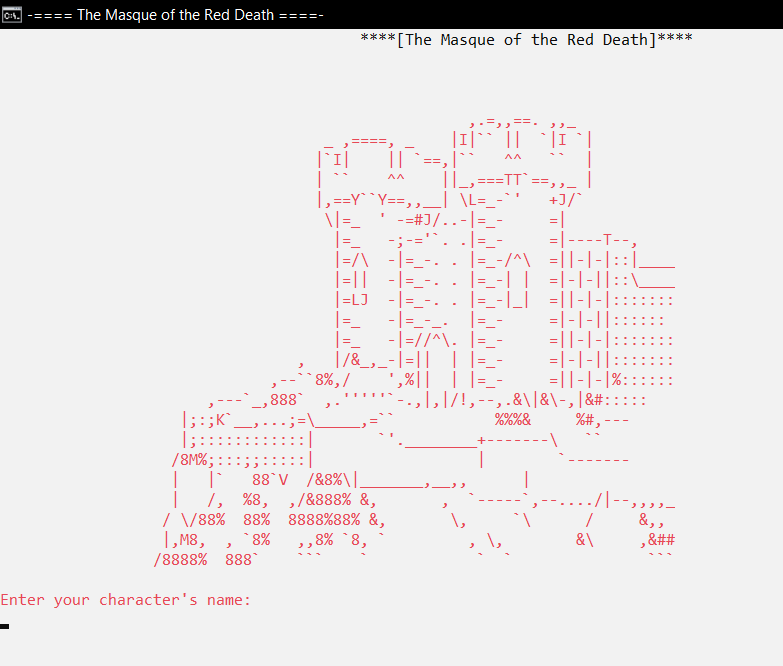 -==== The Masque of the Red Death ====-
****[The Masque of the Red Death]****
Enter your character's name: